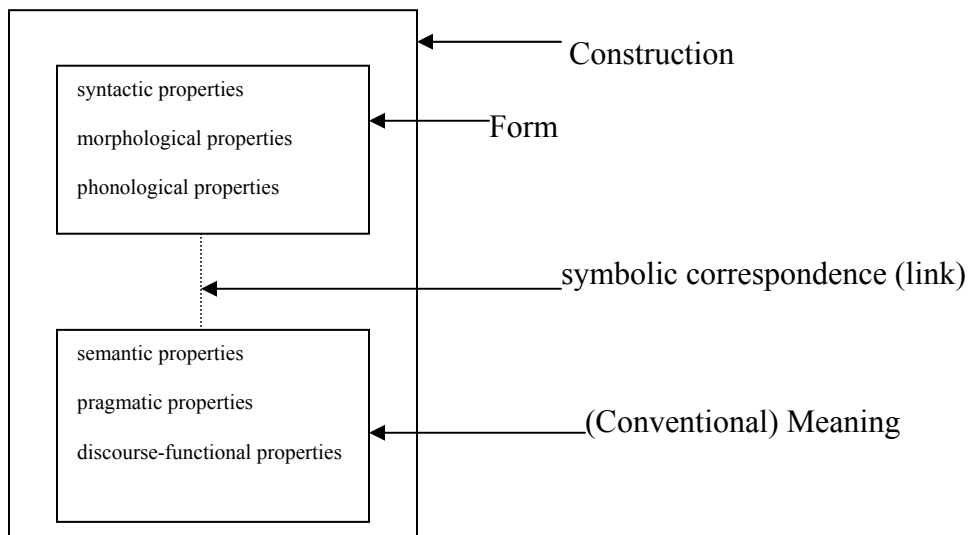 Construction
syntactic properties
morphological properties
Form
phonological properties
symbolic correspondence (link)
semantic properties
pragmatic properties
(Conventional) Meaning
discourse-functional properties